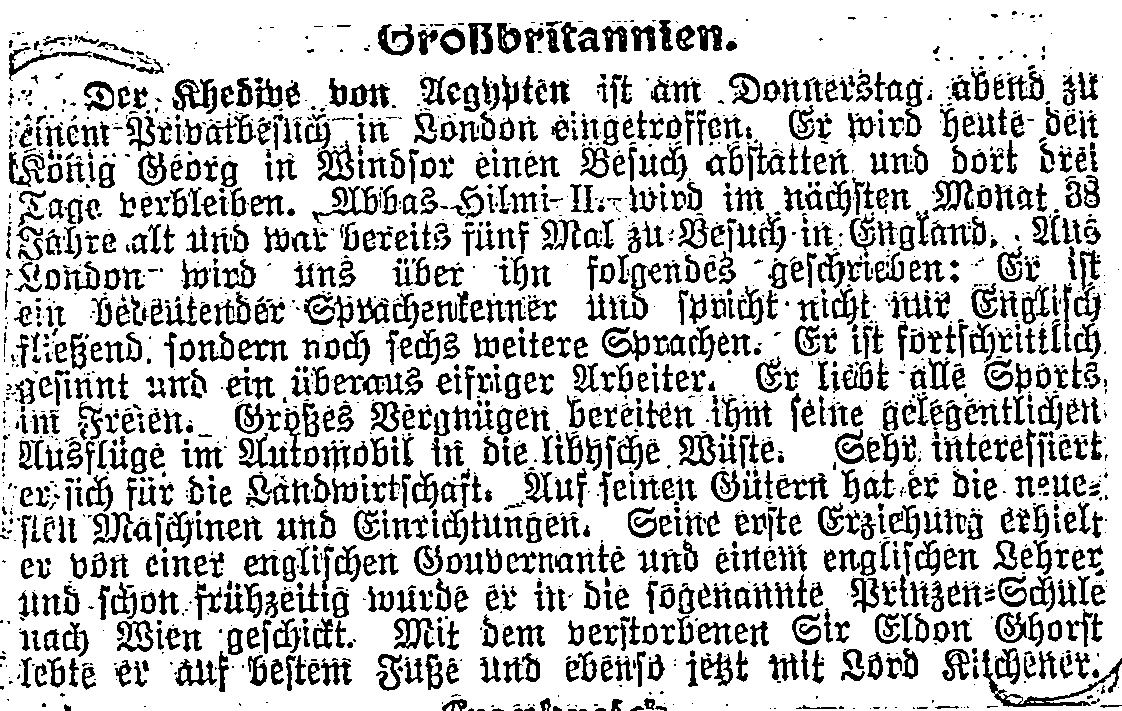 Großbritannien.
Der Khedive von Aegypten ist am Donnerstag abend zu
einem Privatbesuch in London eingetroffen. Er wird heute den
König Georg in Windsor einen Besuch abstatten und dort drei
Tage verbleiben. Abbas Hilmi II. wird im nächsten Monat 38
Jahre alt und war bereits fünf Mal zu Besuch in England. Aus
London wird uns über ihn folgendes geschrieben: Er ist
ein bedeutender Sprachenkenner und spricht nicht nur Englisch
fließend, sondern noch sechs weitere Sprachen. Er ist fortschrittlich
gesinnt und ein überaus eifriger Arbeiter. Er liebt alle Sports
im Freien. Großes Vergnügen bereiten ihm seine gelegentlichen
Ausflüge im Automobil in die libysche Wüste. Sehr interessiert
er sich für die Landwirtschaft. Auf seinen Gütern hat er die neue-
sten Maschinen und Einrichtungen. Seine erste Erziehung erhielt
er von einer englischen Gouvernante und einem englischen Lehrer
und schon frühzeitig wurde er in die sogenannte Prinzen-Schule
nach Wien geschickt. Mit dem verstorbenen Sir Eldon Ghorst
lebte er auf bestem Fuße und ebenso jetzt mit Lord Kitchener.